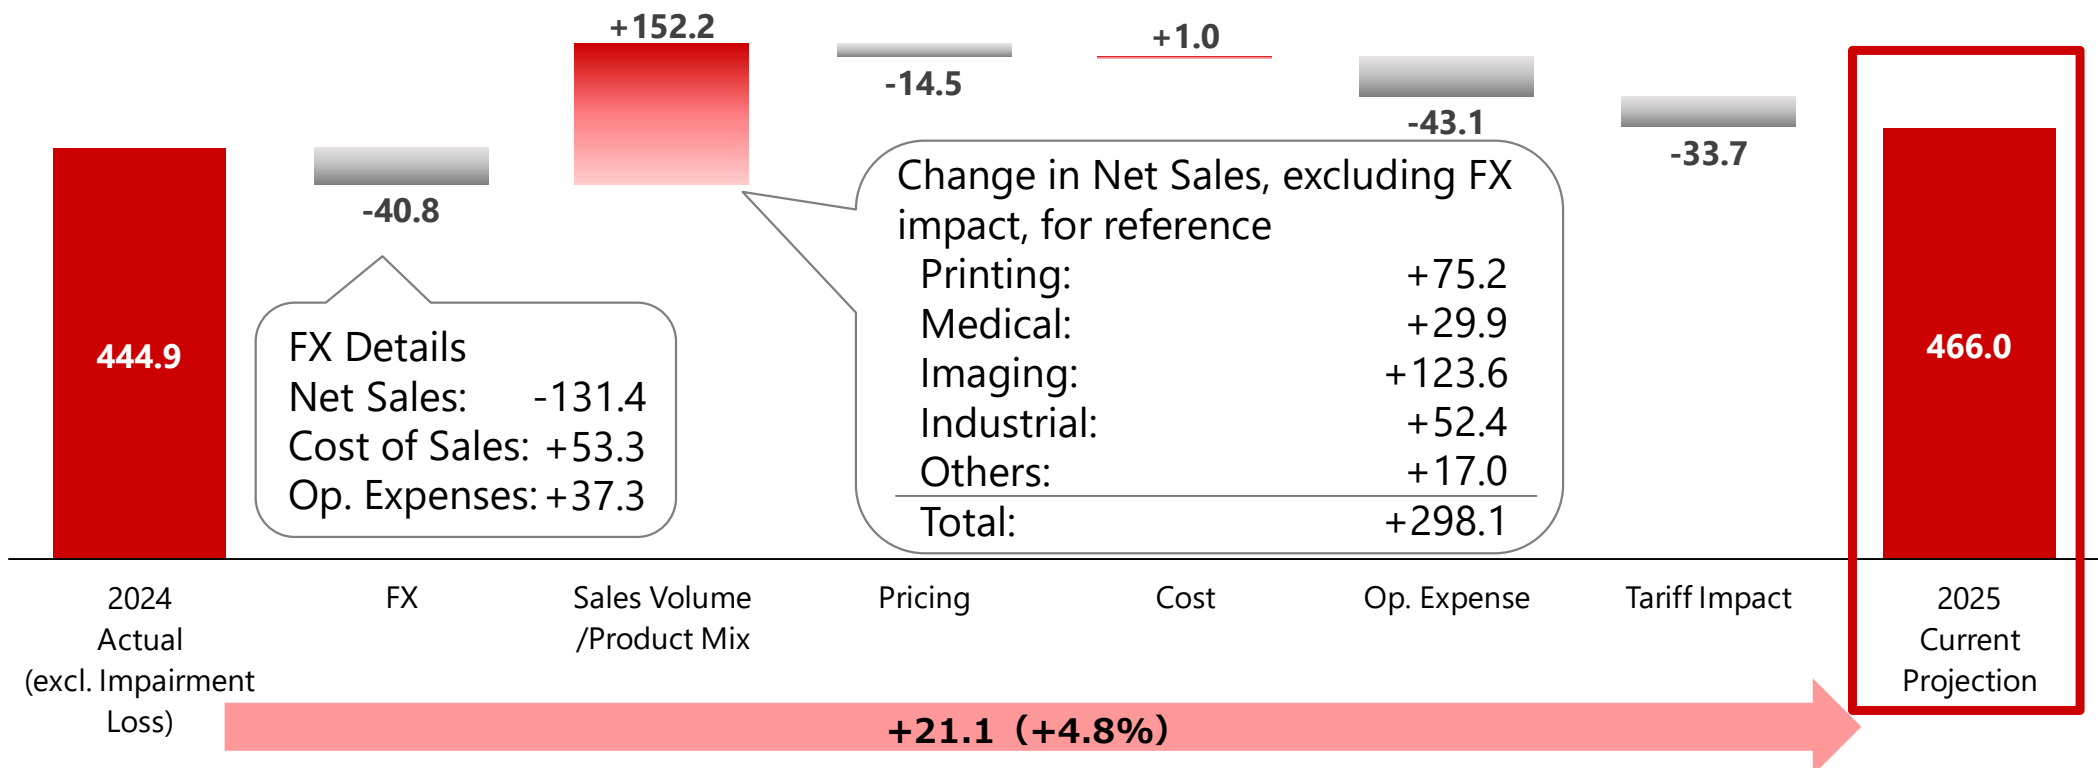 +152.2
+1.0
-14.5
-43.1
-33.7
-40.8
444.9
466.0
FX Details
Net Sales: -131.4
Cost of Sales: +53.3
Op. Expenses: +37.3
Change in Net Sales, excluding FX
impact, for reference
Printing: +75.2
Medical: +29.9
Imaging: +123.6
Industrial: +52.4
Others: +17.0
Total: +298.1
2024
Actual
(excl. Impairment
Loss)
FX
Sales Volume
/Product Mix
Pricing
Cost
Op. Expense
Tariff Impact
2025
Current
Projection
+21.1（+4.8%）